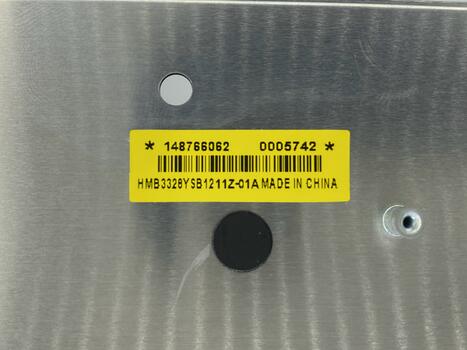 * 148766062 0005742 *
HMB3328YSB1211Z-01A MADE IN CHINA